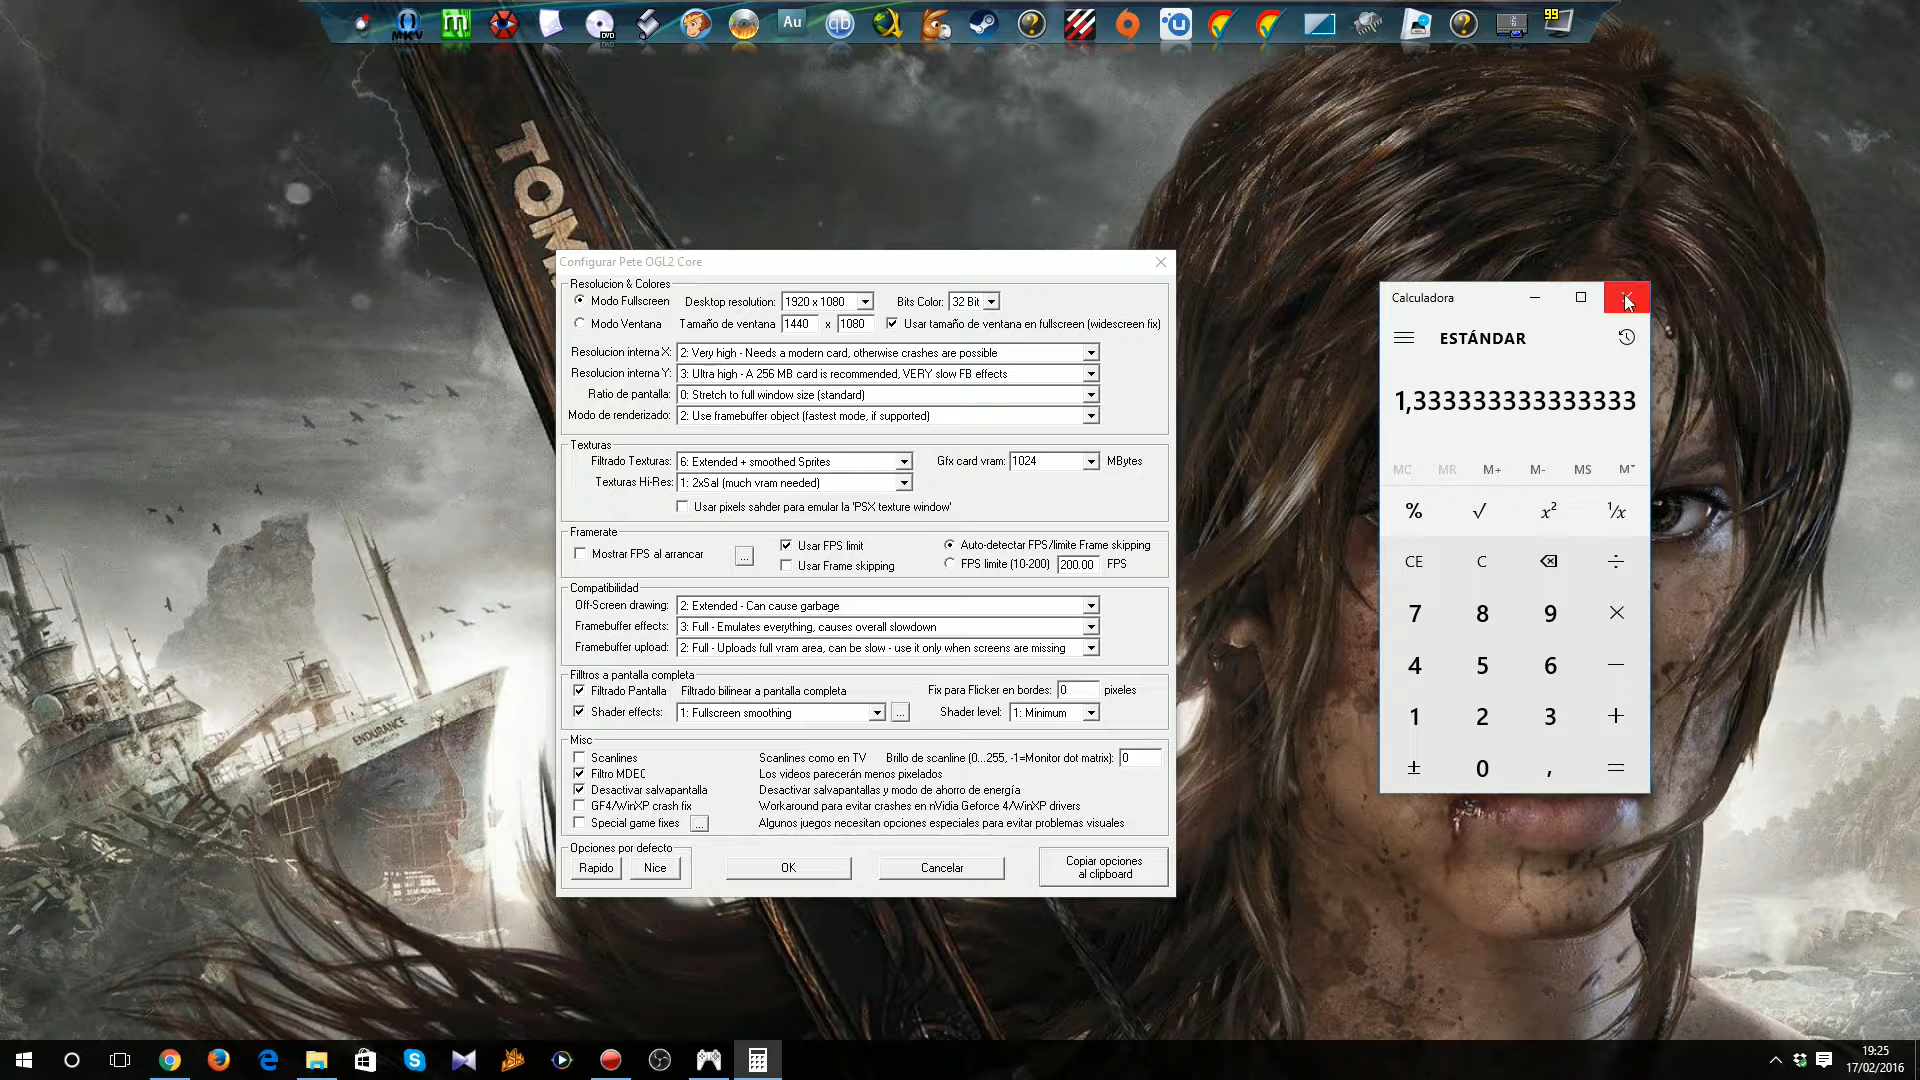 MKV
m
DVD
Au
qb
99
TOM
Configurar Pete OGL2 Core
Resolucion & Colores
Modo Fullscreen Desktop resolution: 1920 x 1080 Bits Color: 32 Bit
Modo Ventana Tamaño de ventana 1440 x 1080 Usar tamaño de ventana en fullscreen (widescreen fix)
Resolucion interna X: 2: Very high - Needs a modern card, otherwise crashes are possible
Resolucion interna Y: 3: Ultra high - A 256 MB card is recommended, VERY slow FB effects
Ratio de pantalla: 0: Stretch to full window size (standard)
Modo de renderizado: 2: Use framebuffer object (fastest mode, if supported)
Texturas
Filtrado Texturas: 6: Extended + smoothed Sprites Gfx card vram: 1024 MBytes
Texturas Hi-Res: 1: 2xSaI (much vram needed)
Usar pixels sahder para emular la 'PSX texture window'
Framerate
Mostrar FPS al arrancar ... Usar FPS limit Auto-detectar FPS/limite Frame skipping
Usar Frame skipping FPS limite (10-200) 200.00 FPS
Compatibilidad
Off-Screen drawing: 2: Extended - Can cause garbage
Framebuffer effects: 3: Full - Emulates everything, causes overall slowdown
Framebuffer upload: 2: Full - Uploads full vram area, can be slow - use it only when screens are missing
Filltros a pantalla completa
Filtrado Pantalla Filtrado bilinear a pantalla completa Fix para Flicker en bordes: 0 pixeles
Shader effects: 1: Fullscreen smoothing ... Shader level: 1: Minimum
Misc
Scanlines Scanlines como en TV Brillo de scanline (0...255, -1=Monitor dot matrix): 0
Filtro MDEC Los videos parecerán menos pixelados
Desactivar salvapantalla Desactivar salvapantallas y modo de ahorro de energía
GF4/WinXP crash fix Workaround para evitar crashes en nVidia Geforce 4/WinXP drivers
Special game fixes ... Algunos juegos necesitan opciones especiales para evitar problemas visuales
Opciones por defecto
Rapido Nice OK Cancelar Copiar opciones
al clipboard
Calculadora
ESTÁNDAR
1,333333333333333
MC MR M+ M- MS M˅
% √ x² ¹/x
CE C ÷
7 8 9 ×
4 5 6 −
1 2 3 +
± 0 , =
ENDURANCE
19:25
17/02/2016